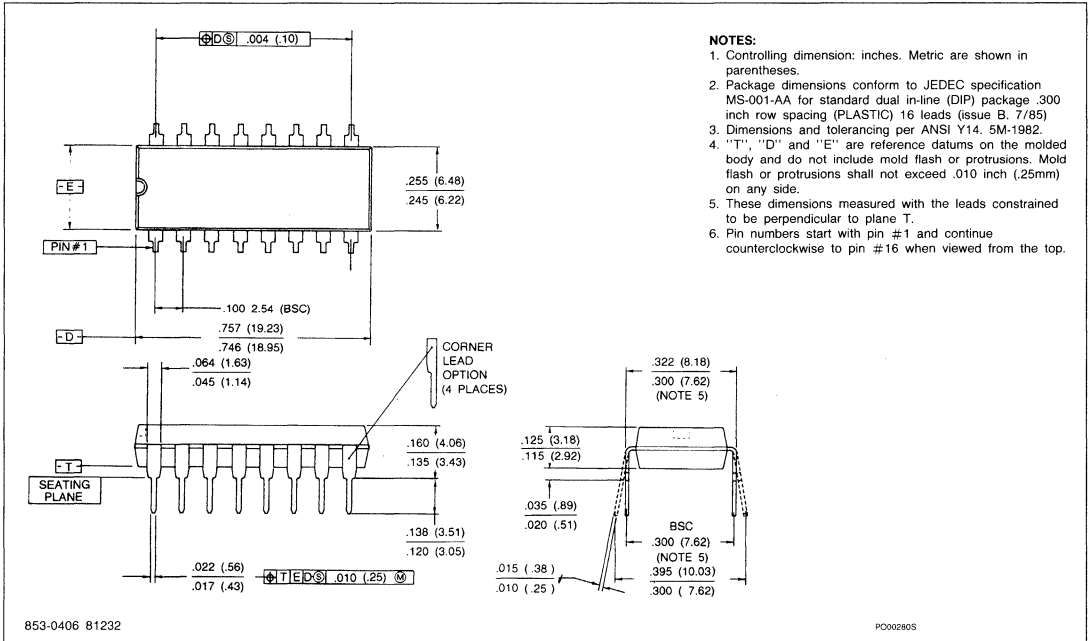 ⌖ D Ⓢ .004 (.10)
NOTES:
1. Controlling dimension: inches. Metric are shown in
parentheses.
2. Package dimensions conform to JEDEC specification
MS-001-AA for standard dual in-line (DIP) package .300
inch row spacing (PLASTIC) 16 leads (issue B. 7/85)
3. Dimensions and tolerancing per ANSI Y14. 5M-1982.
4. "T", "D" and "E" are reference datums on the molded
body and do not include mold flash or protrusions. Mold
flash or protrusions shall not exceed .010 inch (.25mm)
on any side.
5. These dimensions measured with the leads constrained
to be perpendicular to plane T.
6. Pin numbers start with pin #1 and continue
counterclockwise to pin #16 when viewed from the top.
- E -
.255 (6.48)
.245 (6.22)
PIN #1
.100 2.54 (BSC)
- D -
.757 (19.23)
.746 (18.95)
.064 (1.63)
.045 (1.14)
CORNER
LEAD
OPTION
(4 PLACES)
.322 (8.18)
.300 (7.62)
(NOTE 5)
.160 (4.06)
.135 (3.43)
.125 (3.18)
.115 (2.92)
- T -
SEATING
PLANE
.035 (.89)
.020 (.51)
.138 (3.51)
.120 (3.05)
BSC
.300 (7.62)
(NOTE 5)
.395 (10.03)
.300 ( 7.62)
.022 (.56)
.017 (.43)
⌖ T E D Ⓢ .010 (.25) Ⓜ
.015 (.38 )
.010 (.25 )
853-0406 81232
PO00280S